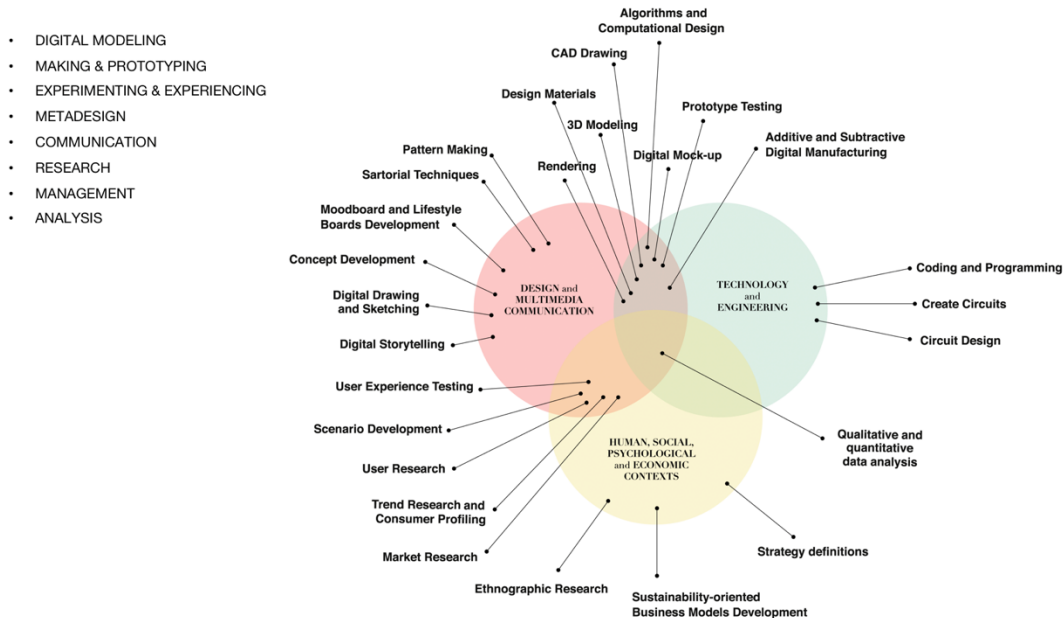 • DIGITAL MODELING
• MAKING & PROTOTYPING
• EXPERIMENTING & EXPERIENCING
• METADESIGN
• COMMUNICATION
• RESEARCH
• MANAGEMENT
• ANALYSIS
Algorithms and
Computational Design
CAD Drawing
Design Materials
3D Modeling
Prototype Testing
Pattern Making
Rendering
Digital Mock-up
Additive and Subtractive
Digital Manufacturing
Sartorial Techniques
Moodboard and Lifestyle
Boards Development
Concept Development
Digital Drawing
and Sketching
Digital Storytelling
DESIGN and
MULTIMEDIA
COMMUNICATION
TECHNOLOGY
and
ENGINEERING
Coding and Programming
Create Circuits
Circuit Design
User Experience Testing
Scenario Development
User Research
Trend Research and
Consumer Profiling
Market Research
HUMAN, SOCIAL,
PSYCHOLOGICAL
and ECONOMIC
CONTEXTS
Qualitative and
quantitative
data analysis
Strategy definitions
Ethnographic Research
Sustainability-oriented
Business Models Development